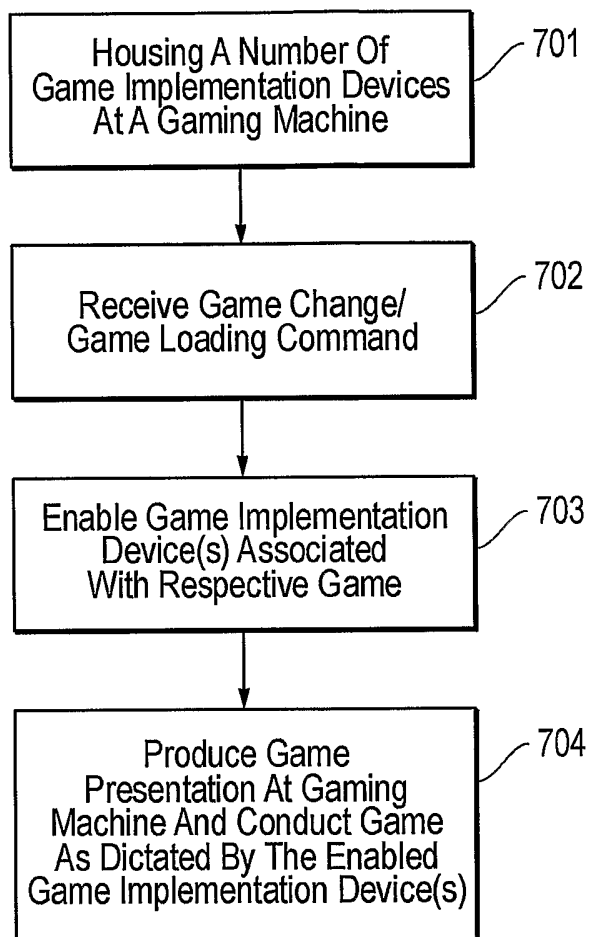 Housing A Number Of
Game Implementation Devices
At A Gaming Machine
701
Receive Game Change/
Game Loading Command
702
Enable Game Implementation
Device(s) Associated
With Respective Game
703
Produce Game
Presentation At Gaming
Machine And Conduct Game
As Dictated By The Enabled
Game Implementation Device(s)
704